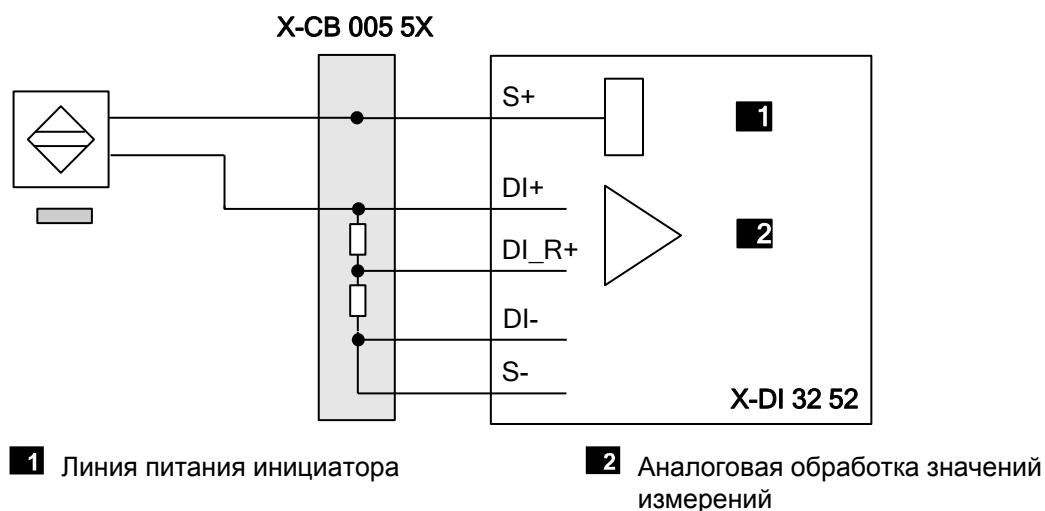 X-CB 005 5X
S+
1
DI+
2
DI_R+
DI-
S-
X-DI 32 52
1 Линия питания инициатора
2 Аналоговая обработка значений
измерений